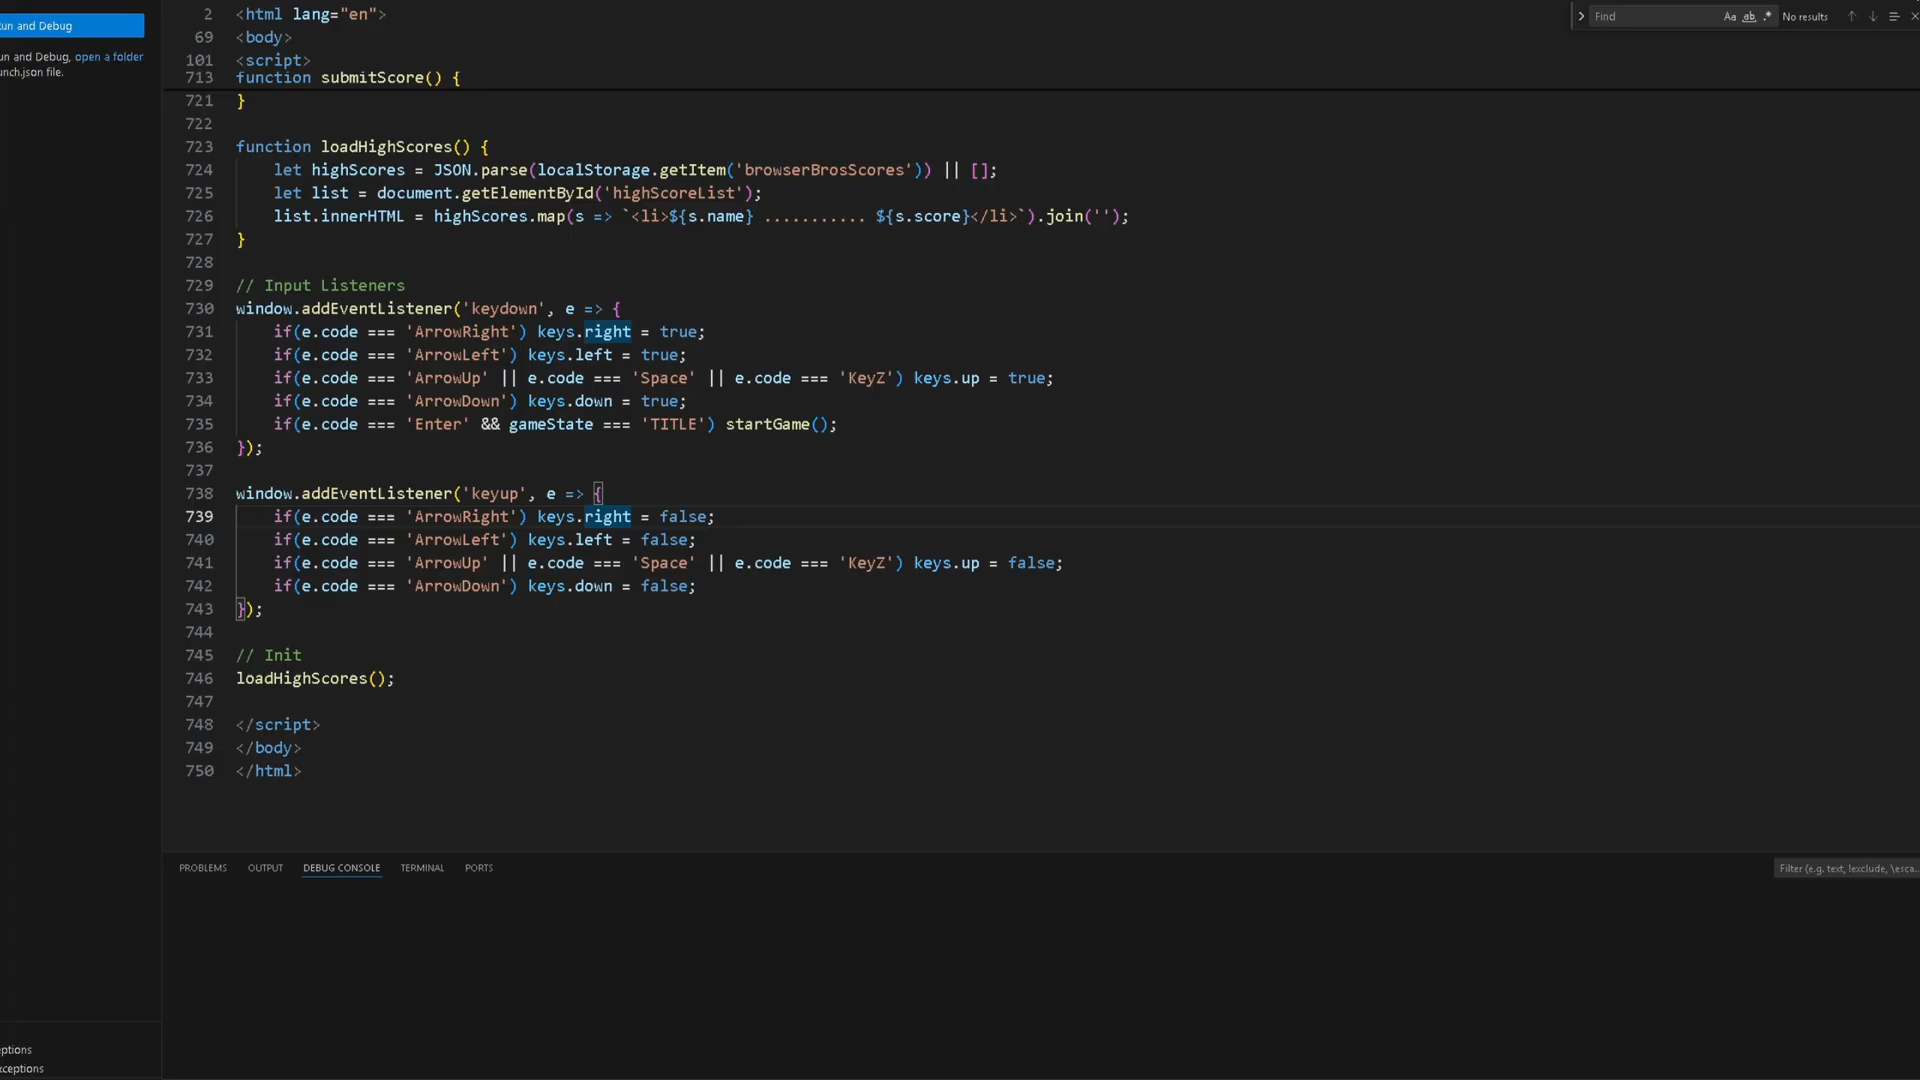 un and Debug
un and Debug, open a folder
unch.json file.
ptions
xceptions
2 <html lang="en">
69 <body>
101 <script>
713 function submitScore() {
721 }
722
723 function loadHighScores() {
724 let highScores = JSON.parse(localStorage.getItem('browserBrosScores')) || [];
725 let list = document.getElementById('highScoreList');
726 list.innerHTML = highScores.map(s => `<li>${s.name} ........... ${s.score}</li>`).join('');
727 }
728
729 // Input Listeners
730 window.addEventListener('keydown', e => {
731 if(e.code === 'ArrowRight') keys.right = true;
732 if(e.code === 'ArrowLeft') keys.left = true;
733 if(e.code === 'ArrowUp' || e.code === 'Space' || e.code === 'KeyZ') keys.up = true;
734 if(e.code === 'ArrowDown') keys.down = true;
735 if(e.code === 'Enter' && gameState === 'TITLE') startGame();
736 });
737
738 window.addEventListener('keyup', e => {
739 if(e.code === 'ArrowRight') keys.right = false;
740 if(e.code === 'ArrowLeft') keys.left = false;
741 if(e.code === 'ArrowUp' || e.code === 'Space' || e.code === 'KeyZ') keys.up = false;
742 if(e.code === 'ArrowDown') keys.down = false;
743 });
744
745 // Init
746 loadHighScores();
747
748 </script>
749 </body>
750 </html>
Find Aa ab .* No results
PROBLEMS OUTPUT DEBUG CONSOLE TERMINAL PORTS
Filter (e.g. text, !exclude, \esca...